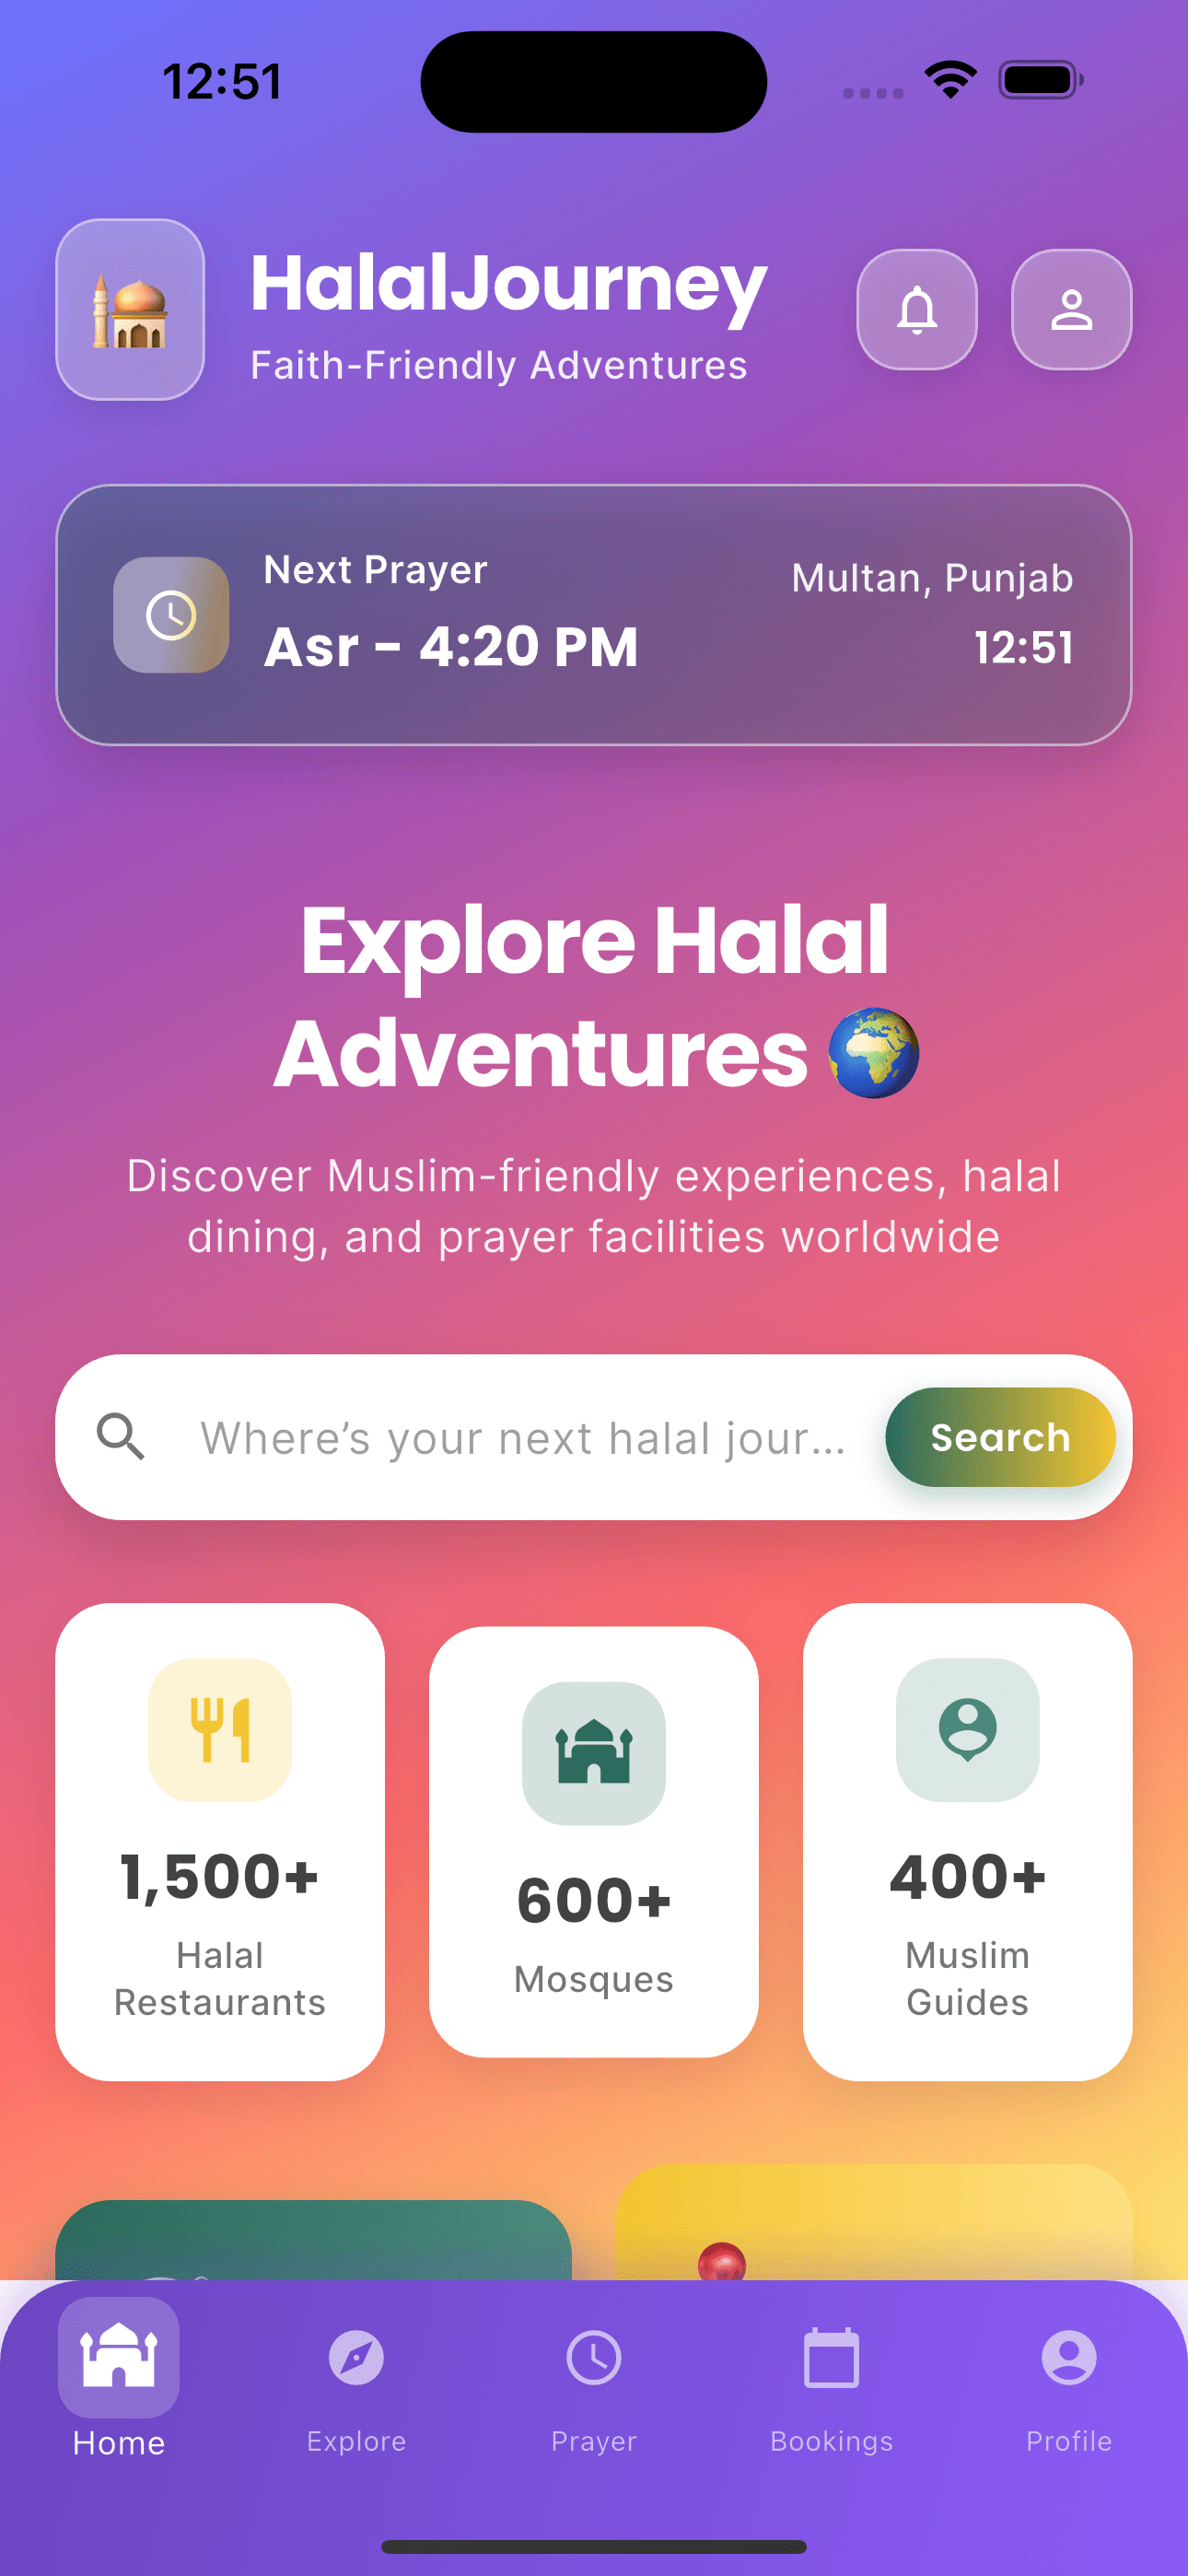 12:51
HalalJourney
Faith-Friendly Adventures
Next Prayer
Asr - 4:20 PM
Multan, Punjab
12:51
Explore Halal
Adventures 🌍
Discover Muslim-friendly experiences, halal
dining, and prayer facilities worldwide
Where’s your next halal jour...
Search
1,500+
Halal
Restaurants
600+
Mosques
400+
Muslim
Guides
Home
Explore
Prayer
Bookings
Profile